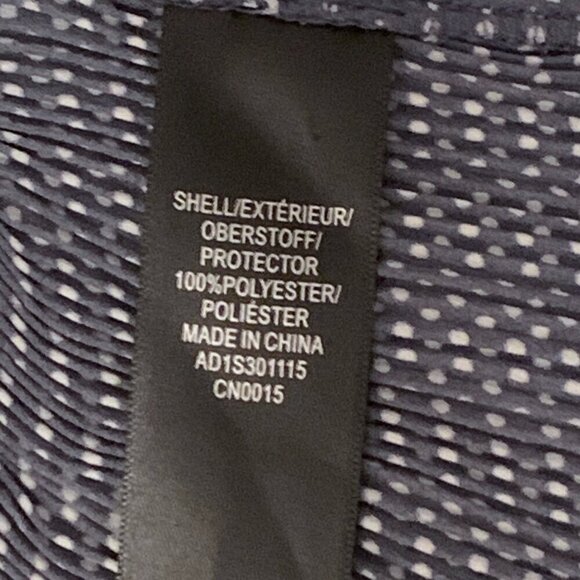 SHELL/EXTÉRIEUR/
OBERSTOFF/
PROTECTOR
100%POLYESTER/
POLIÉSTER
MADE IN CHINA
AD1S301115
CN0015